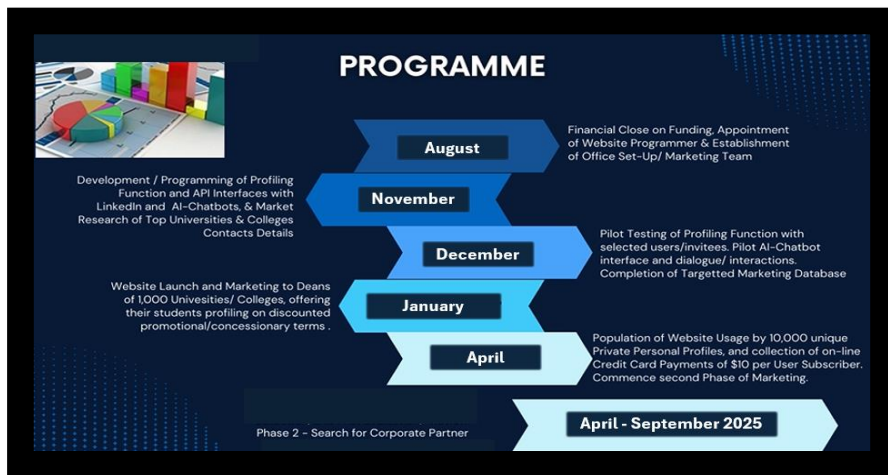 PROGRAMME
August
Financial Close on Funding, Appointment
of Website Programmer & Establishment
of Office Set-Up/ Marketing Team
Development / Programming of Profiling
Function and API Interfaces with
LinkedIn and AI-Chatbots, & Market
Research of Top Universities & Colleges
Contacts Details
November
December
Pilot Testing of Profiling Function with
selected users/invitees. Pilot AI-Chatbot
interface and dialogue/ interactions.
Completion of Targetted Marketing Database
Website Launch and Marketing to Deans
of 1,000 Univesities/ Colleges, offering
their students profiling on discounted
promotional/concessionary terms .
January
April
Population of Website Usage by 10,000 unique
Private Personal Profiles, and collection of on-line
Credit Card Payments of $10 per User Subscriber.
Commence second Phase of Marketing.
Phase 2 - Search for Corporate Partner
April - September 2025